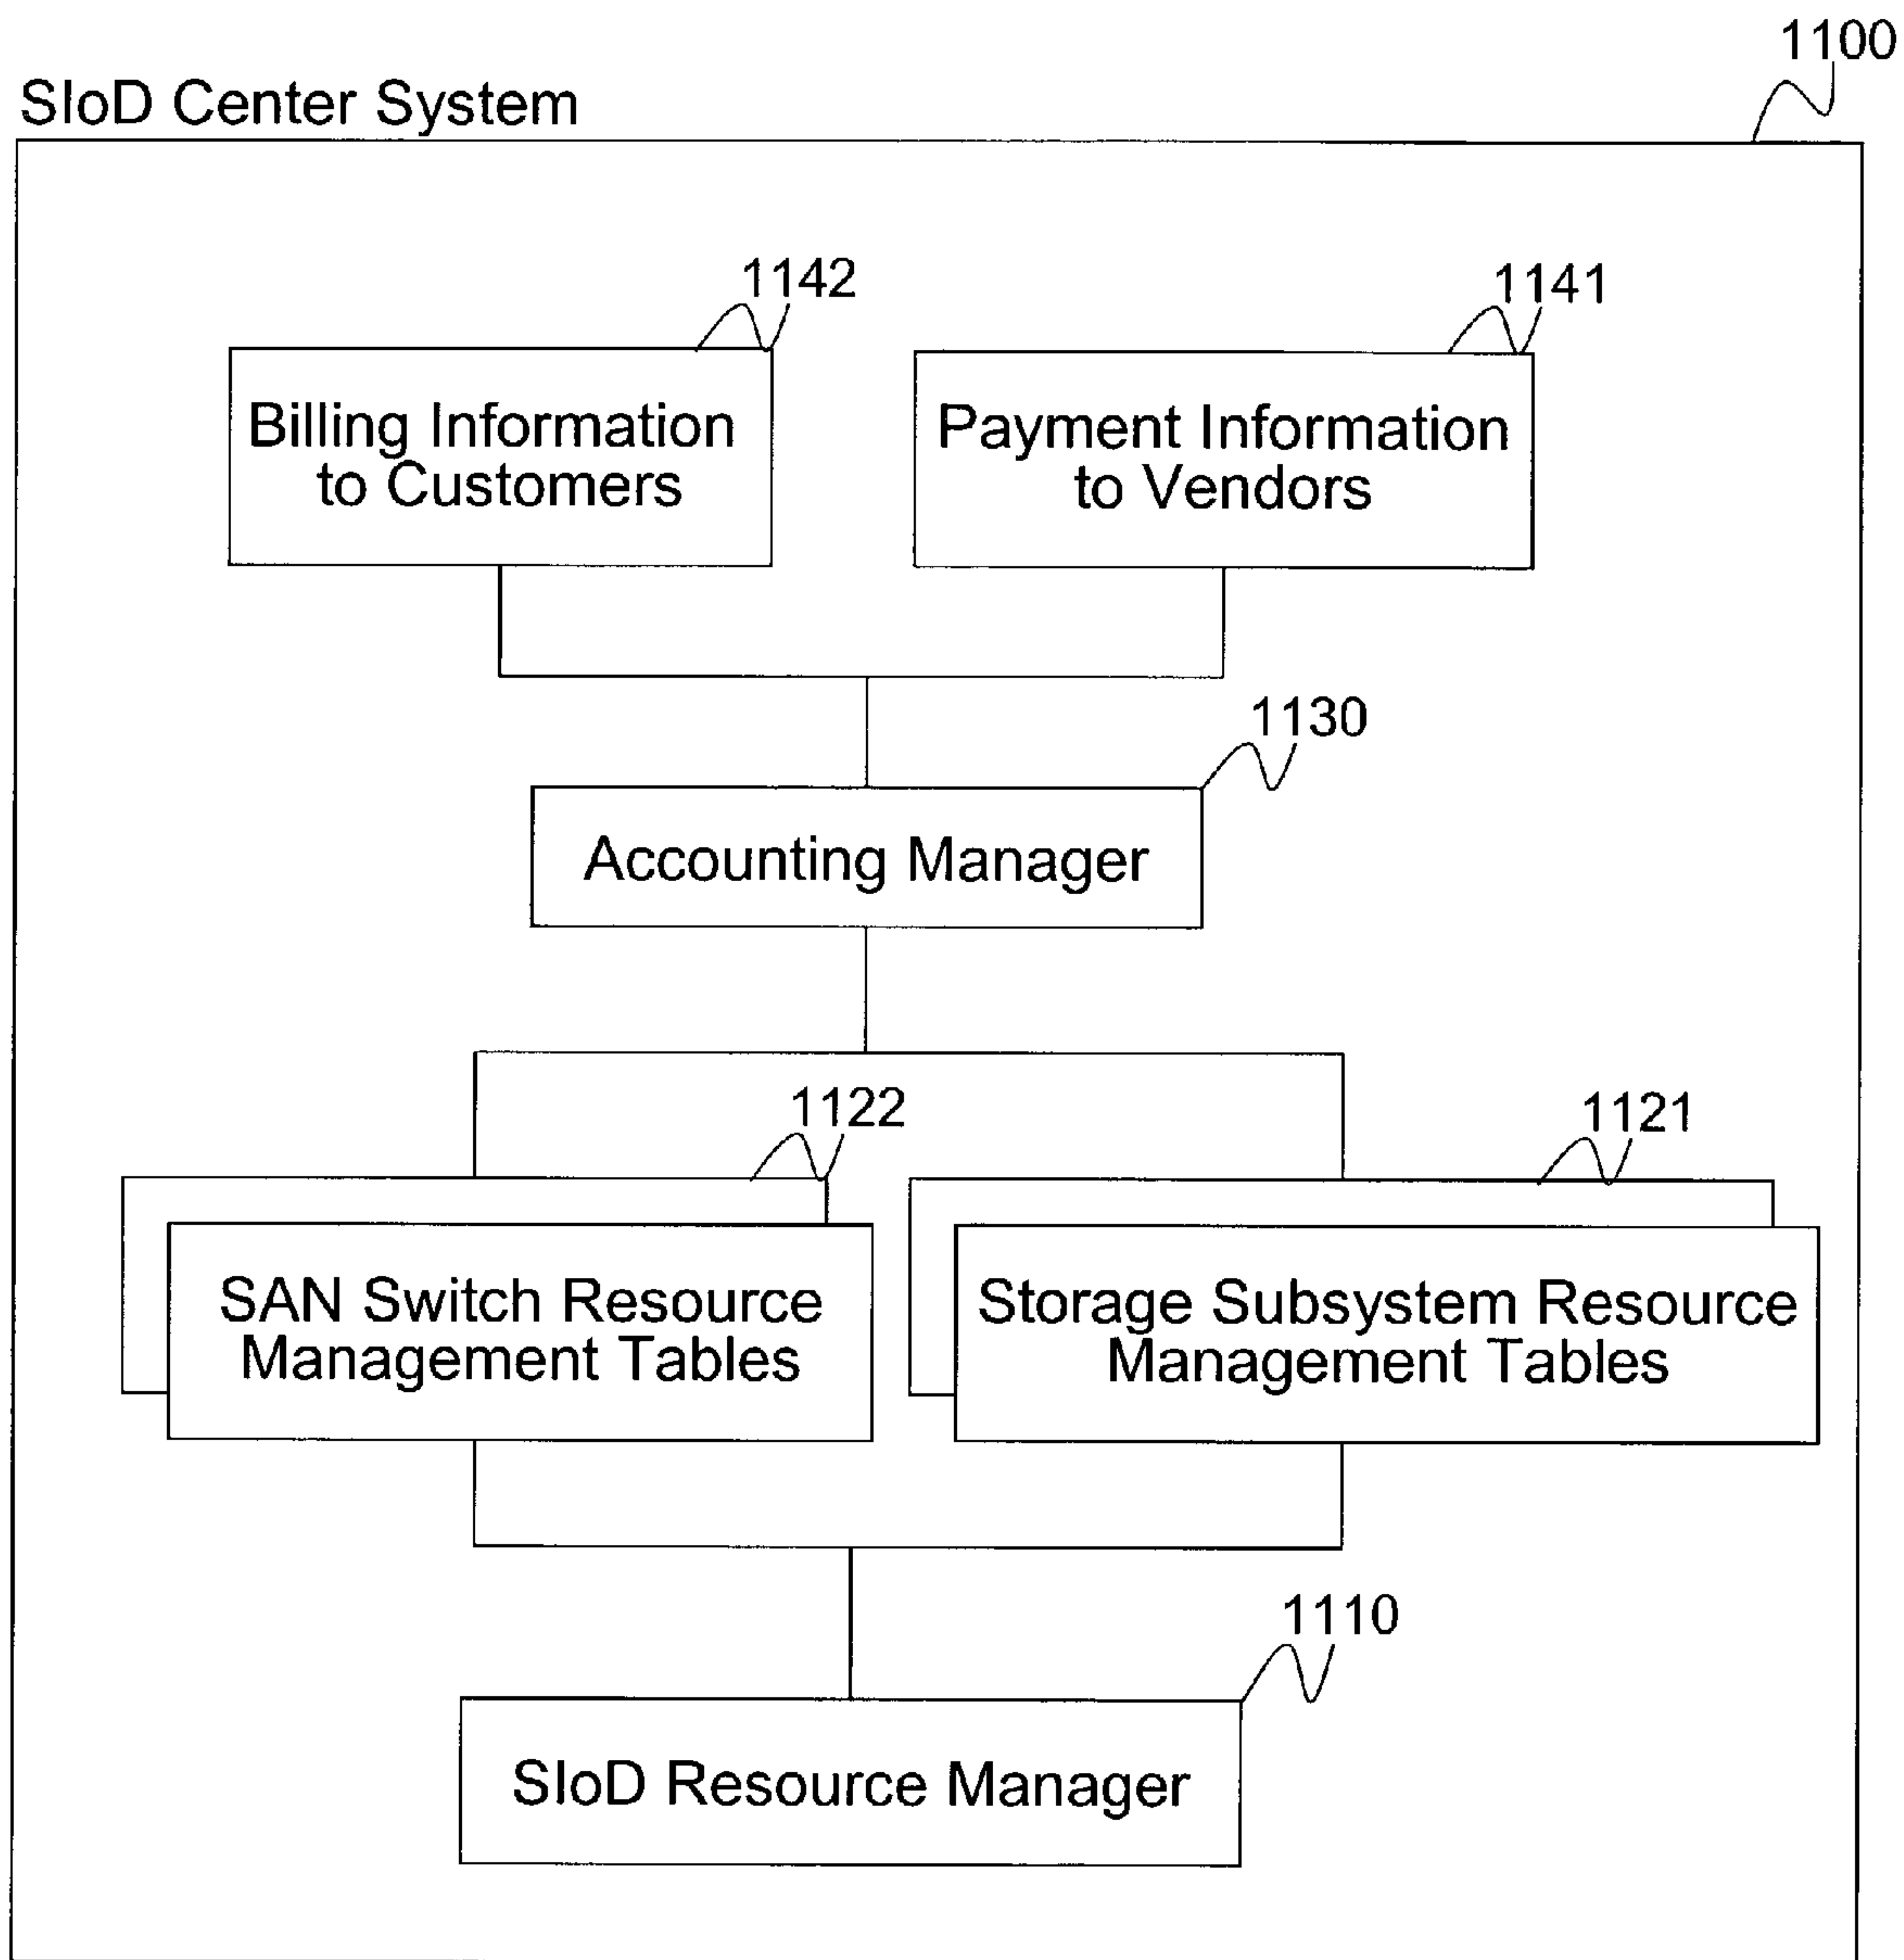 1100
SIoD Center System
1142
1141
Billing Information
to Customers
Payment Information
to Vendors
1130
Accounting Manager
1122
1121
SAN Switch Resource
Management Tables
Storage Subsystem Resource
Management Tables
1110
SIoD Resource Manager